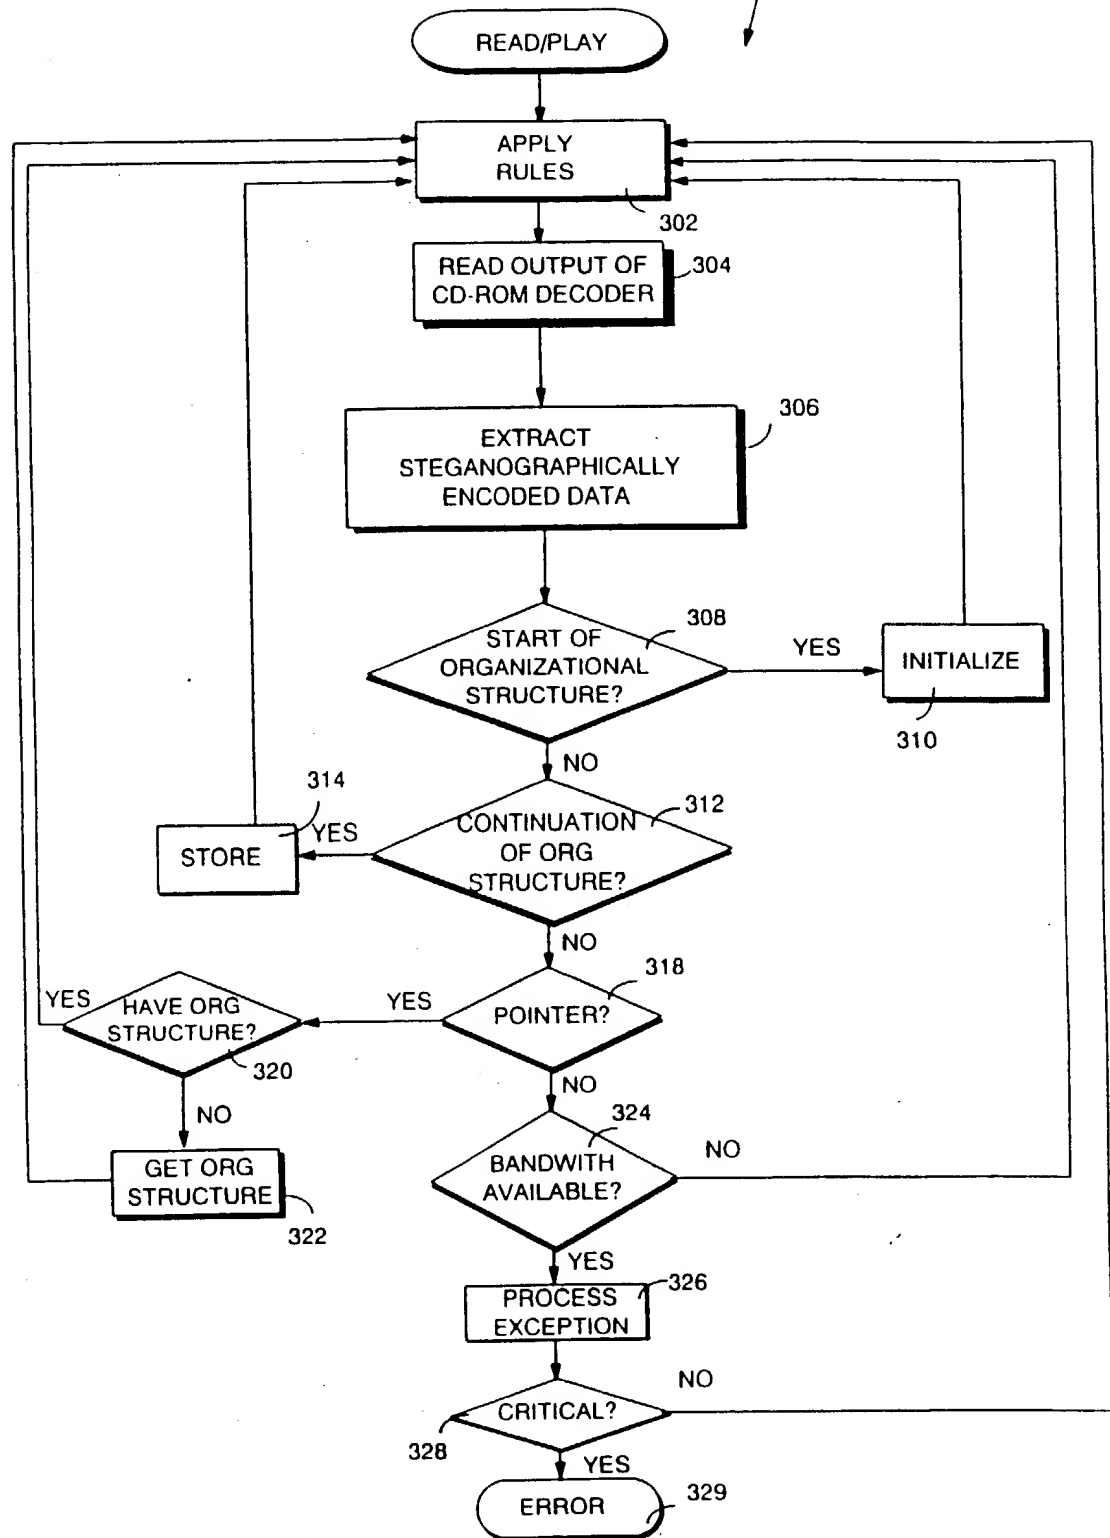 READ/PLAY
APPLY
RULES
302
READ OUTPUT OF
CD-ROM DECODER
304
EXTRACT
STEGANOGRAPHICALLY
ENCODED DATA
306
START OF
ORGANIZATIONAL
STRUCTURE?
308
YES
INITIALIZE
310
NO
CONTINUATION
OF ORG
STRUCTURE?
312
YES
STORE
314
NO
POINTER?
318
YES
HAVE ORG
STRUCTURE?
320
YES
NO
GET ORG
STRUCTURE
322
NO
BANDWITH
AVAILABLE?
324
NO
YES
PROCESS
EXCEPTION
326
CRITICAL?
328
NO
YES
ERROR
329